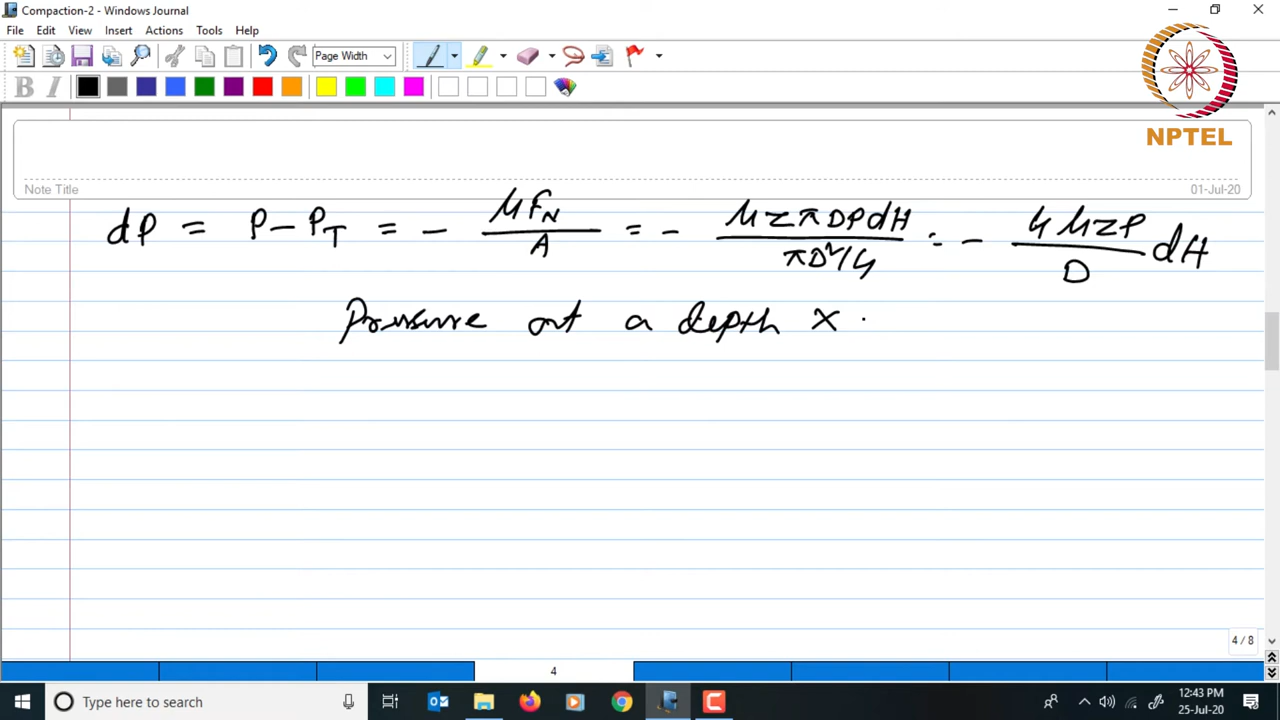 Compaction-2 - Windows Journal
File Edit View Insert Actions Tools Help
Page Width
B I
NPTEL
Note Title
01-Jul-20
dP = P - P_T = - μF_N / A = - μzπDPdH / πD²/4 = - 4μzP / D dH
Pressure at a depth x .
4 / 8
4
Type here to search
12:43 PM
25-Jul-20